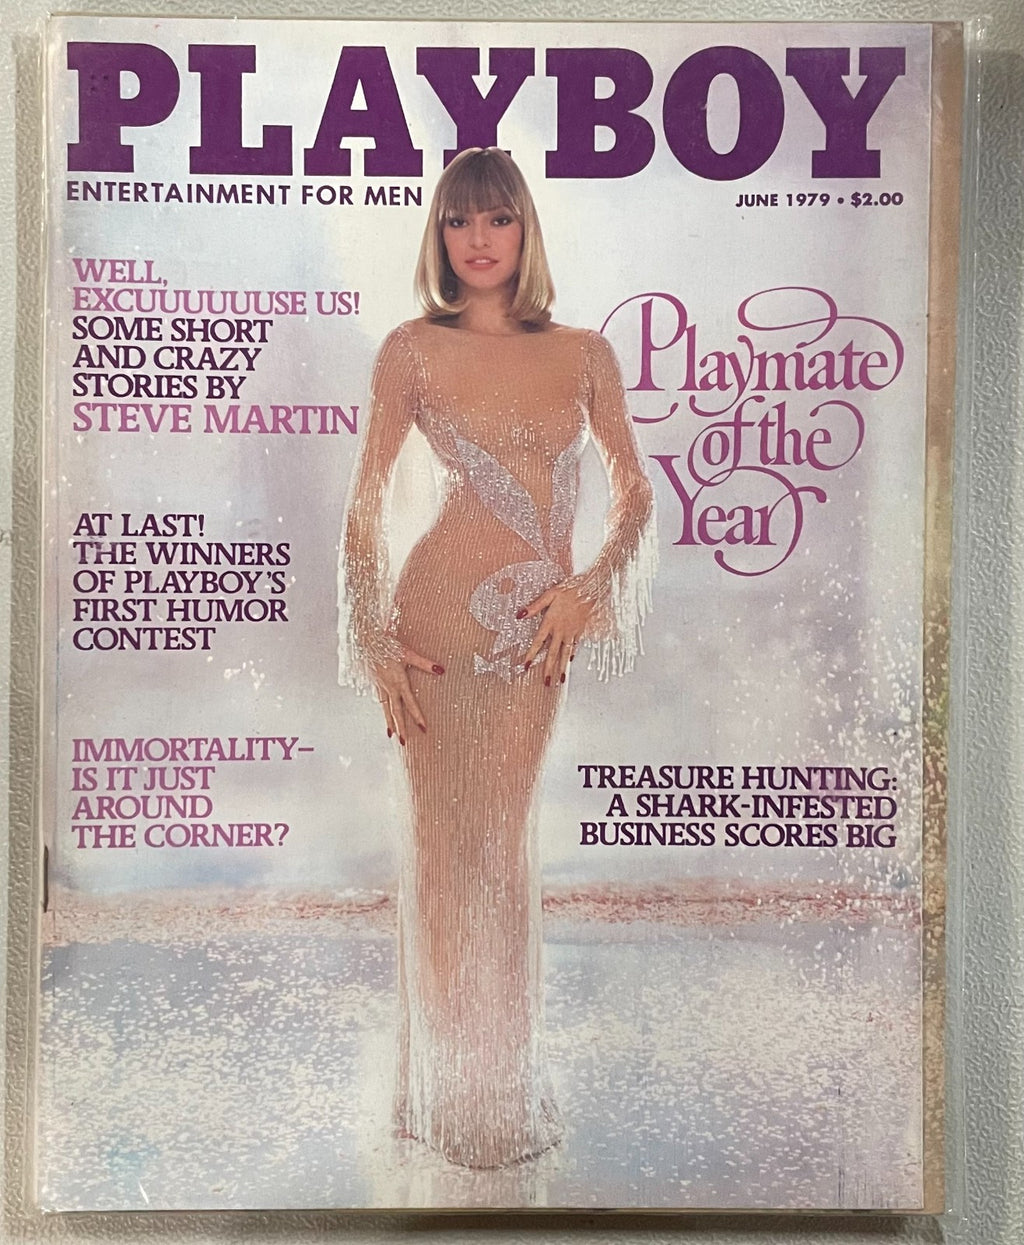 PLAYBOY
ENTERTAINMENT FOR MEN
JUNE 1979 • $2.00
WELL,
EXCUUUUUUSE US!
SOME SHORT
AND CRAZY
STORIES BY
STEVE MARTIN
Playmate
of the
Year
AT LAST!
THE WINNERS
OF PLAYBOY'S
FIRST HUMOR
CONTEST
IMMORTALITY–
IS IT JUST
AROUND
THE CORNER?
TREASURE HUNTING:
A SHARK-INFESTED
BUSINESS SCORES BIG